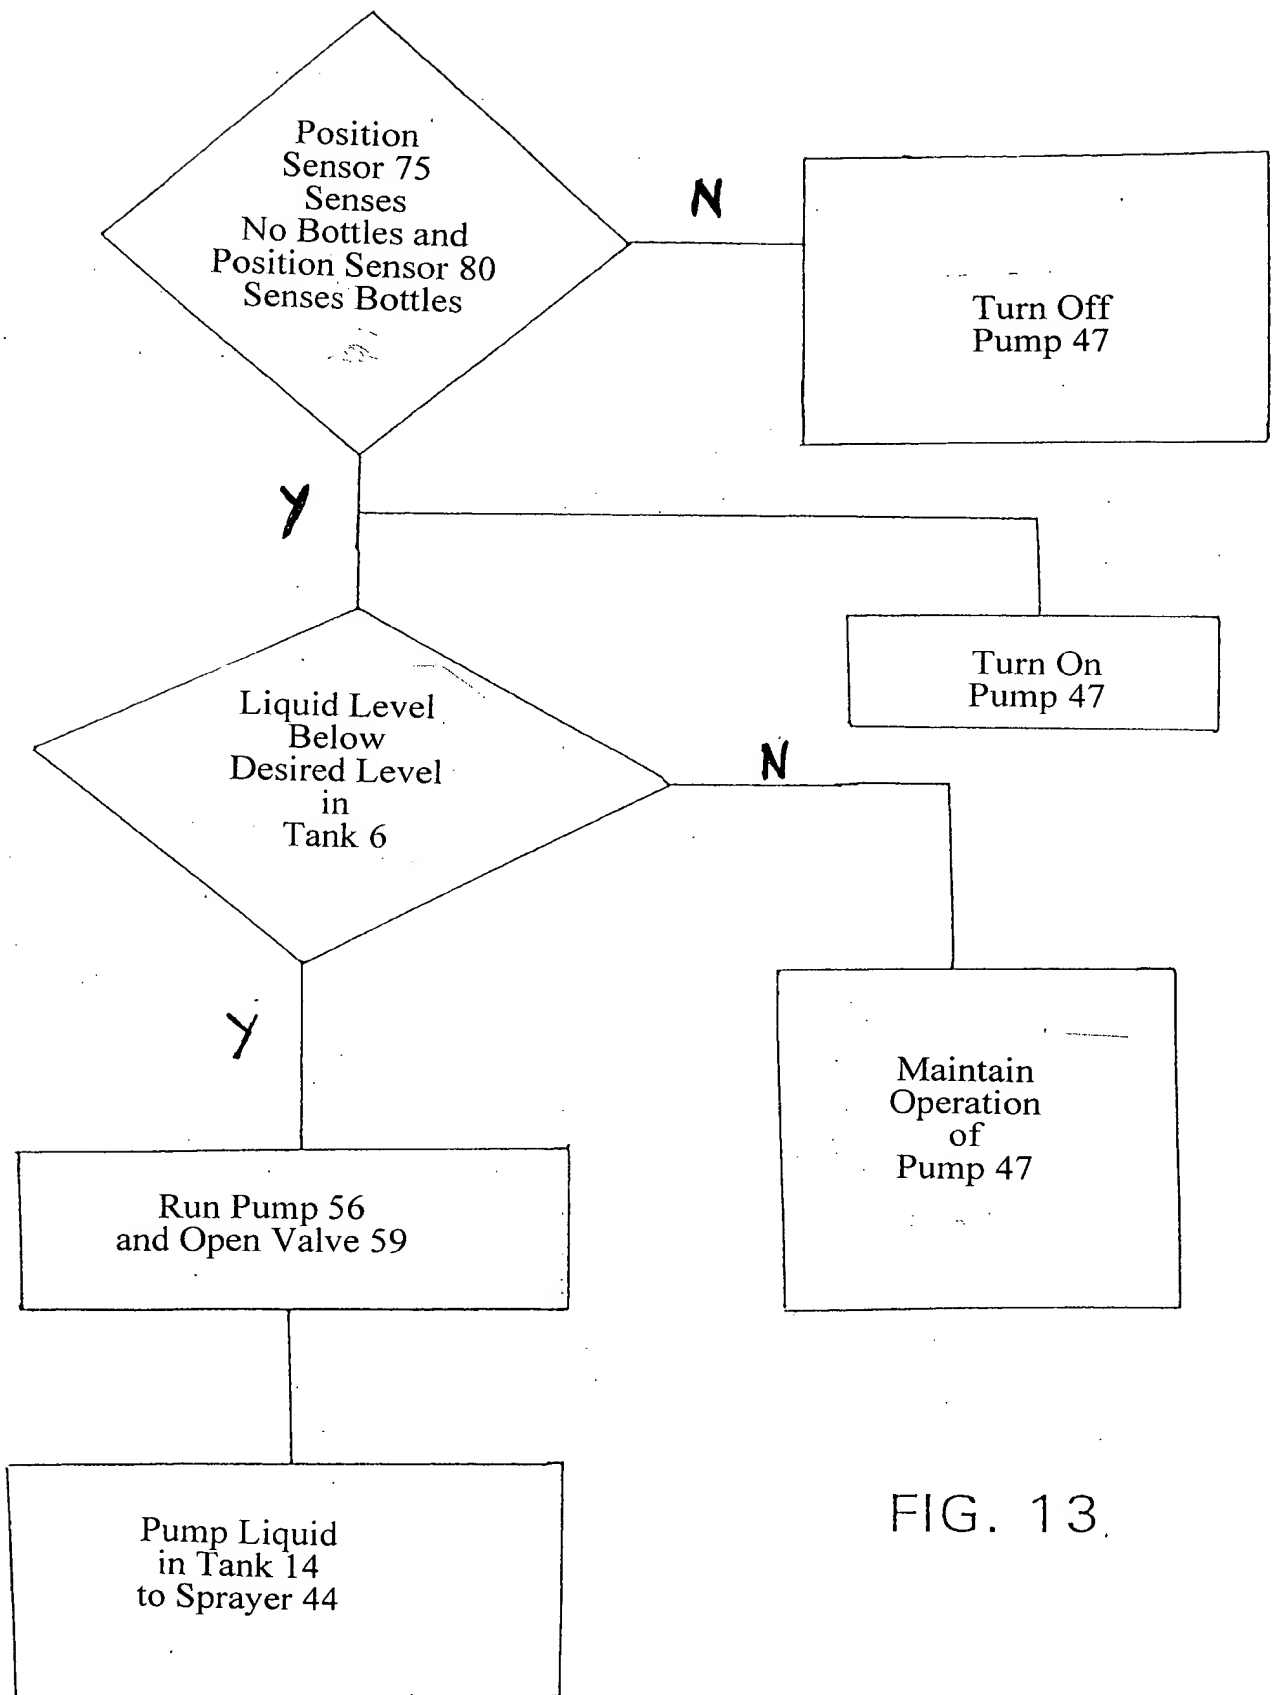 Position
Sensor 75
Senses
No Bottles and
Position Sensor 80
Senses Bottles
N
Turn Off
Pump 47
Y
Turn On
Pump 47
Liquid Level
Below
Desired Level
in
Tank 6
N
Y
Maintain
Operation
of
Pump 47
Run Pump 56
and Open Valve 59
Pump Liquid
in Tank 14
to Sprayer 44
FIG. 13